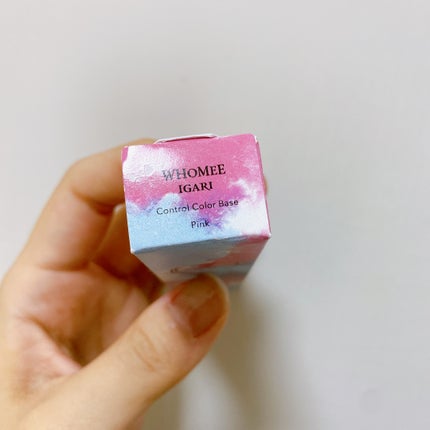 WHOMEE
IGARI
Control Color Base
Pink